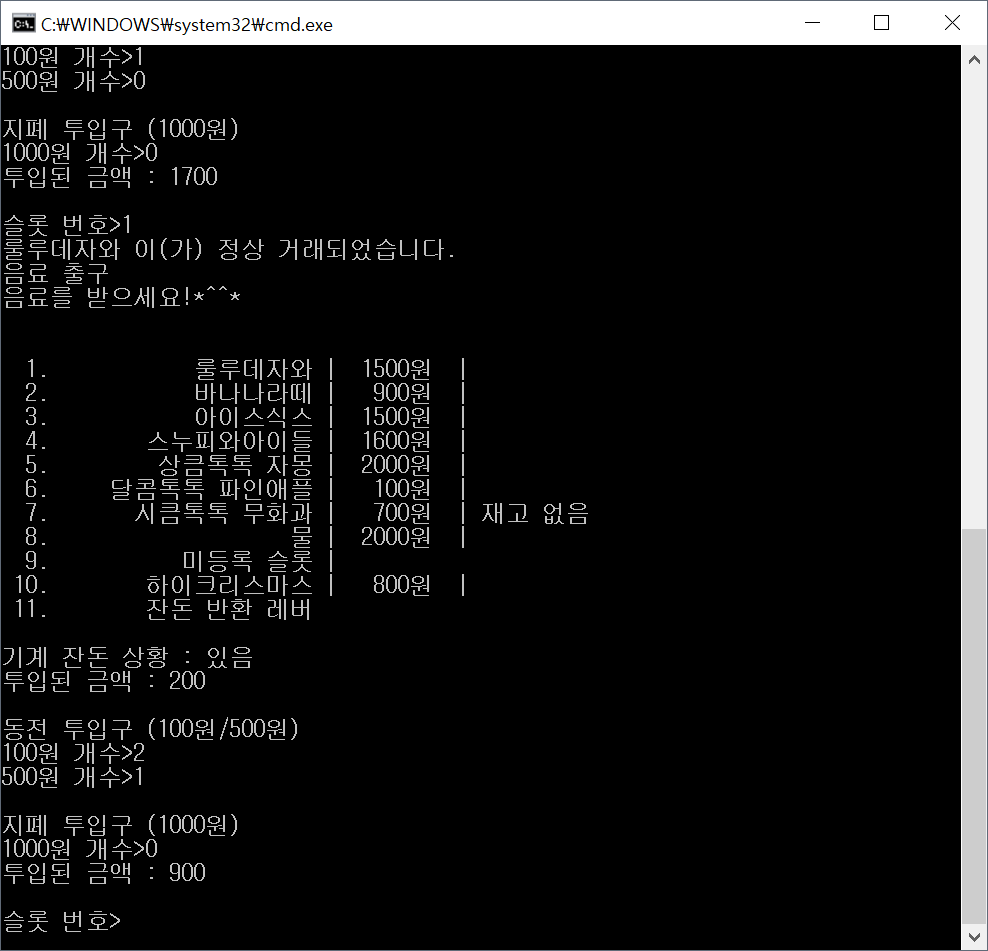 C:₩WINDOWS₩system32₩cmd.exe
100원 개수>1
500원 개수>0
지폐 투입구 (1000원)
1000원 개수>0
투입된 금액 : 1700
슬롯 번호>1
룰루데자와 이(가) 정상 거래되었습니다.
음료 출구
음료를 받으세요!*^^*
1. 룰루데자와 | 1500원 |
2. 바나나라떼 | 900원 |
3. 아이스식스 | 1500원 |
4. 스누피와아이들 | 1600원 |
5. 상큼톡톡 자몽 | 2000원 |
6. 달콤톡톡 파인애플 | 100원 |
7. 시큼톡톡 무화과 | 700원 | 재고 없음
8. 물 | 2000원 |
9. 미등록 슬롯 |
10. 하이크리스마스 | 800원 |
11. 잔돈 반환 레버
기계 잔돈 상황 : 있음
투입된 금액 : 200
동전 투입구 (100원/500원)
100원 개수>2
500원 개수>1
지폐 투입구 (1000원)
1000원 개수>0
투입된 금액 : 900
슬롯 번호>